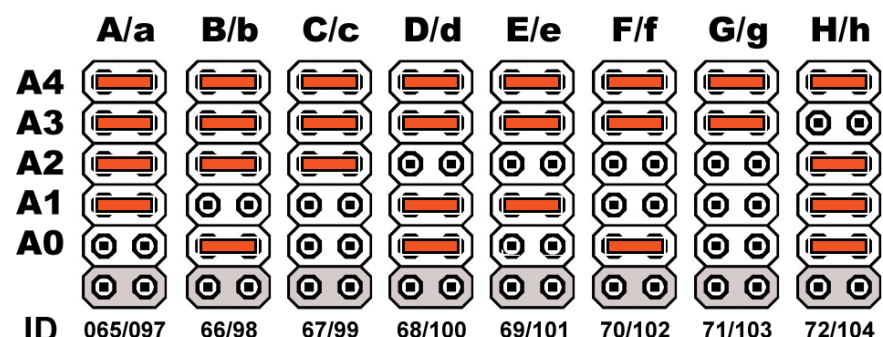 A/a B/b C/c D/d E/e F/f G/g H/h
A4
A3
A2
A1
A0
ID 065/097 66/98 67/99 68/100 69/101 70/102 71/103 72/104